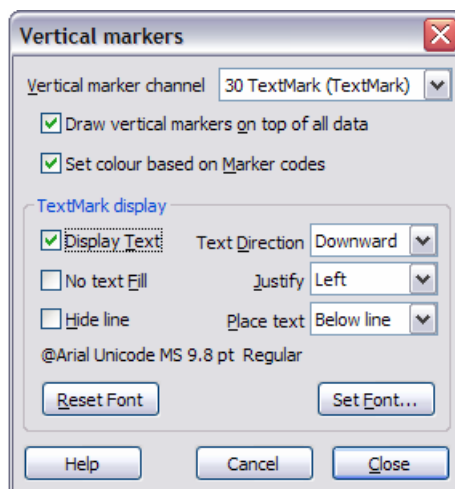 Vertical markers
Vertical marker channel 30 TextMark (TextMark)
Draw vertical markers on top of all data
Set colour based on Marker codes
TextMark display
Display Text Text Direction Downward
No text Fill Justify Left
Hide line Place text Below line
@Arial Unicode MS 9.8 pt Regular
Reset Font Set Font...
Help Cancel Close